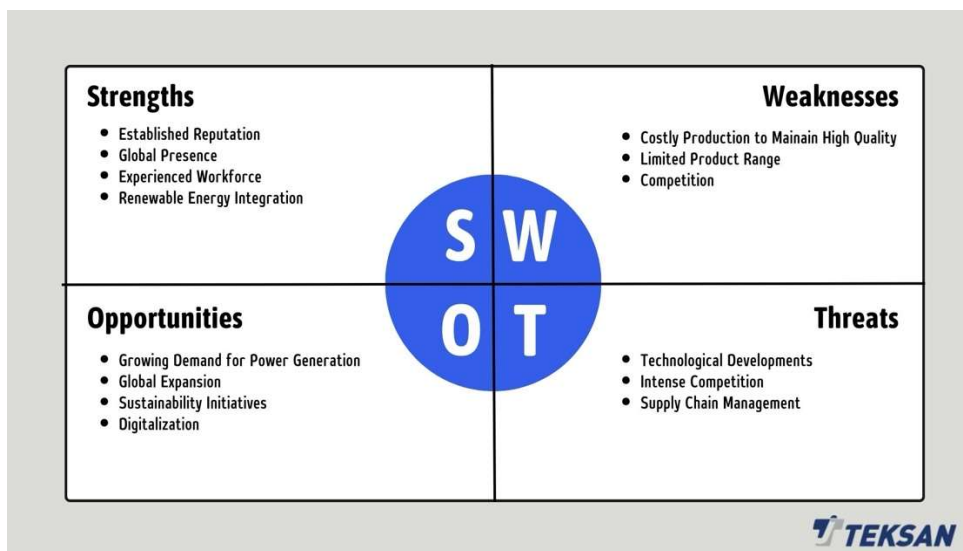 Strengths
Established Reputation
Global Presence
Experienced Workforce
Renewable Energy Integration
Weaknesses
Costly Production to Mainain High Quality
Limited Product Range
Competition
S W
O T
Opportunities
Growing Demand for Power Generation
Global Expansion
Sustainability Initiatives
Digitalization
Threats
Technological Developments
Intense Competition
Supply Chain Management
TEKSAN